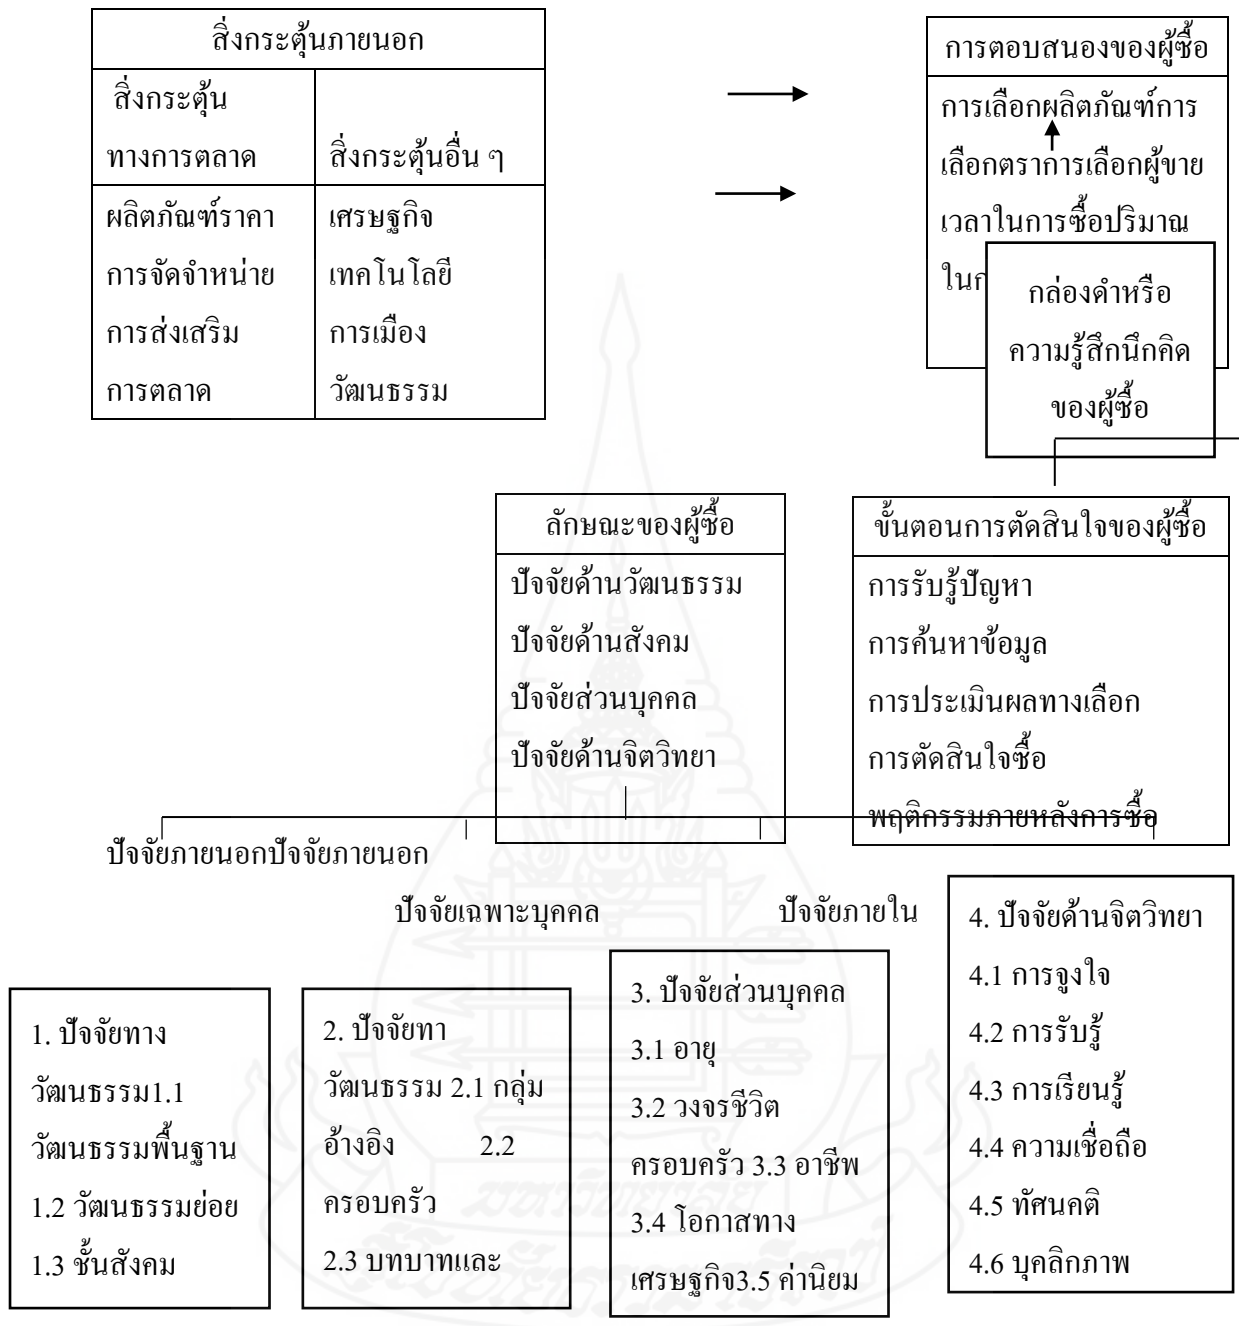 สิ่งกระตุ้นภายนอก
สิ่งกระตุ้น
ทางการตลาด
สิ่งกระตุ้นอื่น ๆ
ผลิตภัณฑ์ราคา
การจัดจำหน่าย
การส่งเสริม
การตลาด
เศรษฐกิจ
เทคโนโลยี
การเมือง
วัฒนธรรม
การตอบสนองของผู้ซื้อ
การเลือกผลิตภัณฑ์การ
เลือกตราการเลือกผู้ขาย
เวลาในการซื้อปริมาณ
กล่องดำหรือ
ความรู้สึกนึกคิด
ของผู้ซื้อ
ลักษณะของผู้ซื้อ
ปัจจัยด้านวัฒนธรรม
ปัจจัยด้านสังคม
ปัจจัยส่วนบุคคล
ปัจจัยด้านจิตวิทยา
ขั้นตอนการตัดสินใจของผู้ซื้อ
การรับรู้ปัญหา
การค้นหาข้อมูล
การประเมินผลทางเลือก
การตัดสินใจซื้อ
พฤติกรรมภายหลังการซื้อ
ปัจจัยภายนอกปัจจัยภายนอก
ปัจจัยเฉพาะบุคคล
ปัจจัยภายใน
1. ปัจจัยทาง
วัฒนธรรม1.1
วัฒนธรรมพื้นฐาน
1.2 วัฒนธรรมย่อย
1.3 ชั้นสังคม
2. ปัจจัยทา
วัฒนธรรม 2.1 กลุ่ม
อ้างอิง 2.2
ครอบครัว
2.3 บทบาทและ
3. ปัจจัยส่วนบุคคล
3.1 อายุ
3.2 วงจรชีวิต
ครอบครัว 3.3 อาชีพ
3.4 โอกาสทาง
เศรษฐกิจ3.5 ค่านิยม
4. ปัจจัยด้านจิตวิทยา
4.1 การจูงใจ
4.2 การรับรู้
4.3 การเรียนรู้
4.4 ความเชื่อถือ
4.5 ทัศนคติ
4.6 บุคลิกภาพ